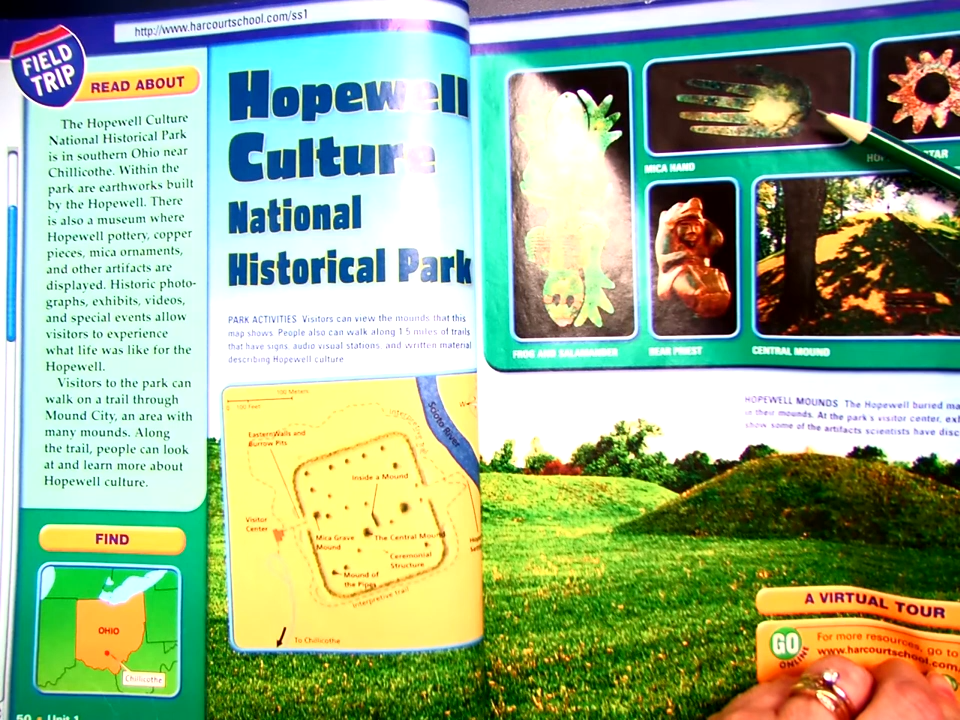 http://www.harcourtschool.com/ss1
FIELD
TRIP
READ ABOUT
The Hopewell Culture
National Historical Park
is in southern Ohio near
Chillicothe. Within the
park are earthworks built
by the Hopewell. There
is also a museum where
Hopewell pottery, copper
pieces, mica ornaments,
and other artifacts are
displayed. Historic photo-
graphs, exhibits, videos,
and special events allow
visitors to experience
what life was like for the
Hopewell.
Visitors to the park can
walk on a trail through
Mound City, an area with
many mounds. Along
the trail, people can look
at and learn more about
Hopewell culture.
FIND
OHIO
Chillicothe
50 • Unit 1
Hopewell
Culture
National
Historical Park
PARK ACTIVITIES Visitors can view the mounds that this
map shows. People also can walk along 1.5 miles of trails
that have signs, audio visual stations, and written material
describing Hopewell culture.
100 Meters
100 Feet
Eastern Walls and
Burrow Pits
Scioto River
Inside a Mound
Visitor
Center
Mica Grave
Mound
The Central Mound
Ceremonial
Structure
Mound of
the Pipes
Interpretive trail
To Chillicothe
MICA HAND
STAR
FROG AND SALAMANDER
BEAR PRIEST
CENTRAL MOUND
HOPEWELL MOUNDS The Hopewell buried ma
in their mounds. At the park's visitor center, exh
show some of the artifacts scientists have disc
A VIRTUAL TOUR
GO
ONLINE
For more resources, go to
www.harcourtschool.com